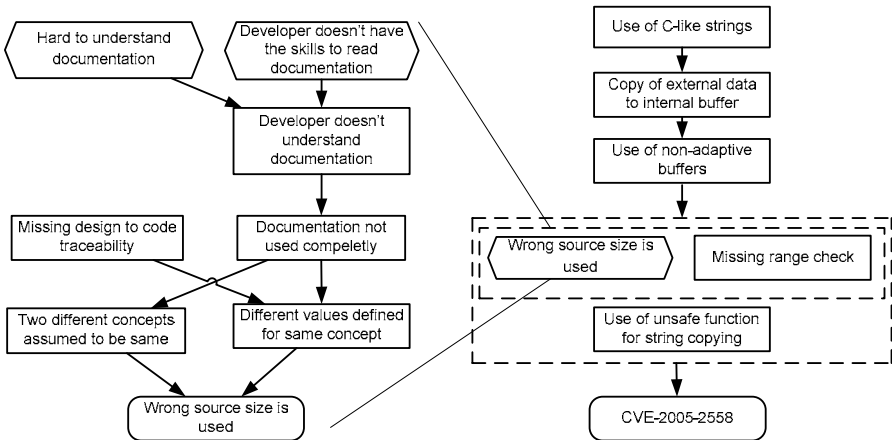 Hard to understand
documentation
Developer doesn't have
the skills to read
documentation
Developer doesn't
understand
documentation
Missing design to code
traceability
Documentation not
used compeletly
Two different concepts
assumed to be same
Different values defined
for same concept
Wrong source size is
used
Use of C-like strings
Copy of external data
to internal buffer
Use of non-adaptive
buffers
Wrong source size is
used
Missing range check
Use of unsafe function
for string copying
CVE-2005-2558